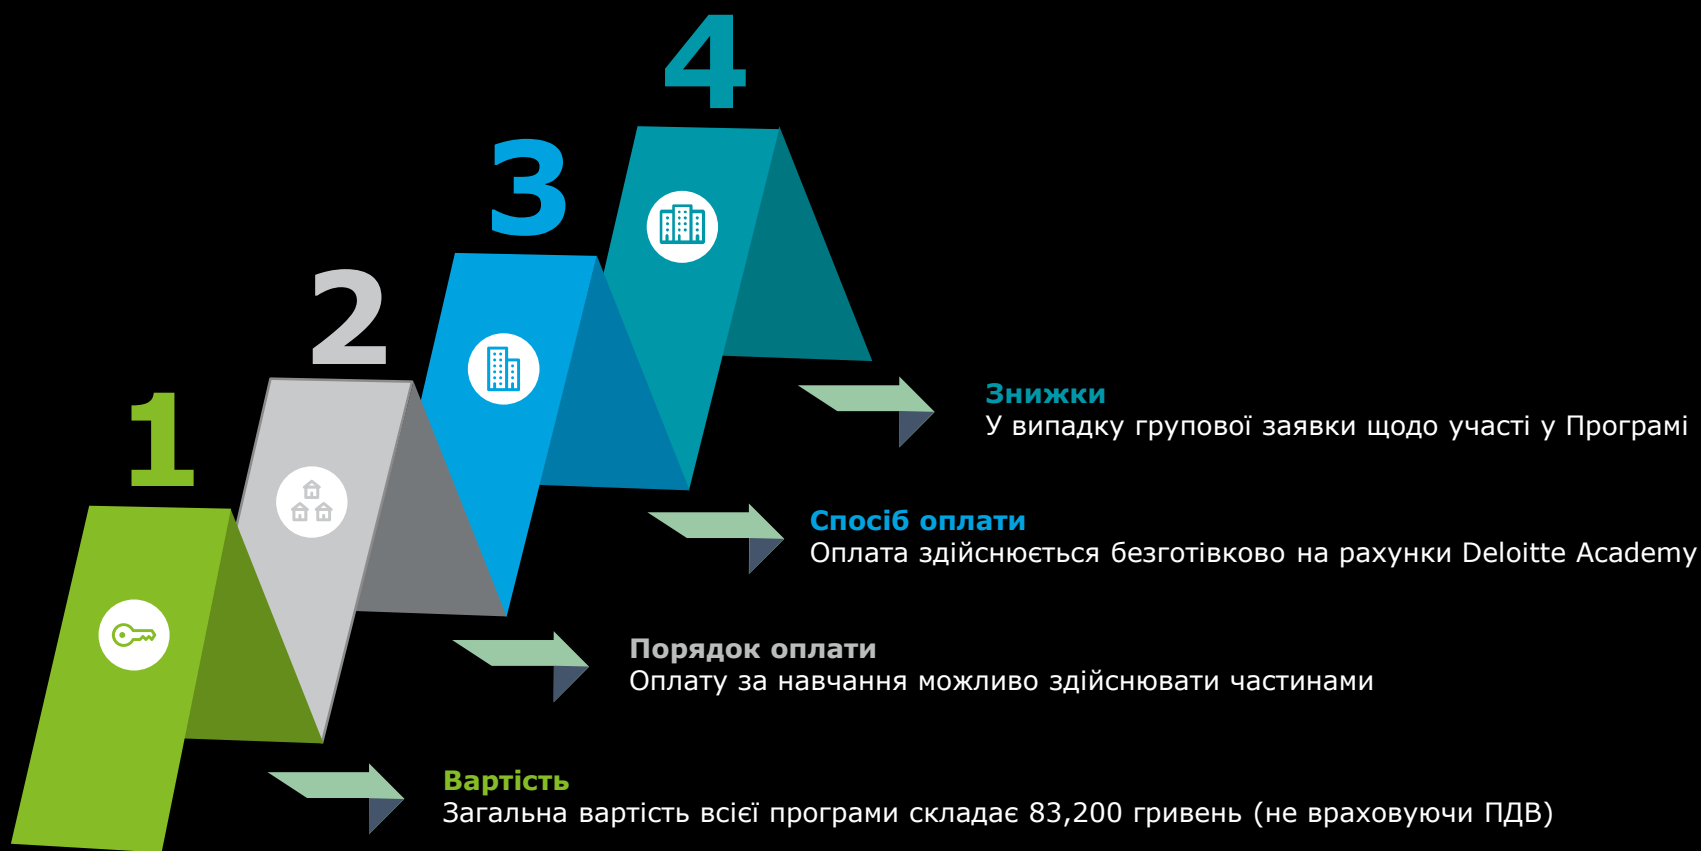 4
3
2
1
Знижки
У випадку групової заявки щодо участі у Програмі
Спосіб оплати
Оплата здійснюється безготівково на рахунки Deloitte Academy
Порядок оплати
Оплату за навчання можливо здійснювати частинами
Вартість
Загальна вартість всієї програми складає 83,200 гривень (не враховуючи ПДВ)